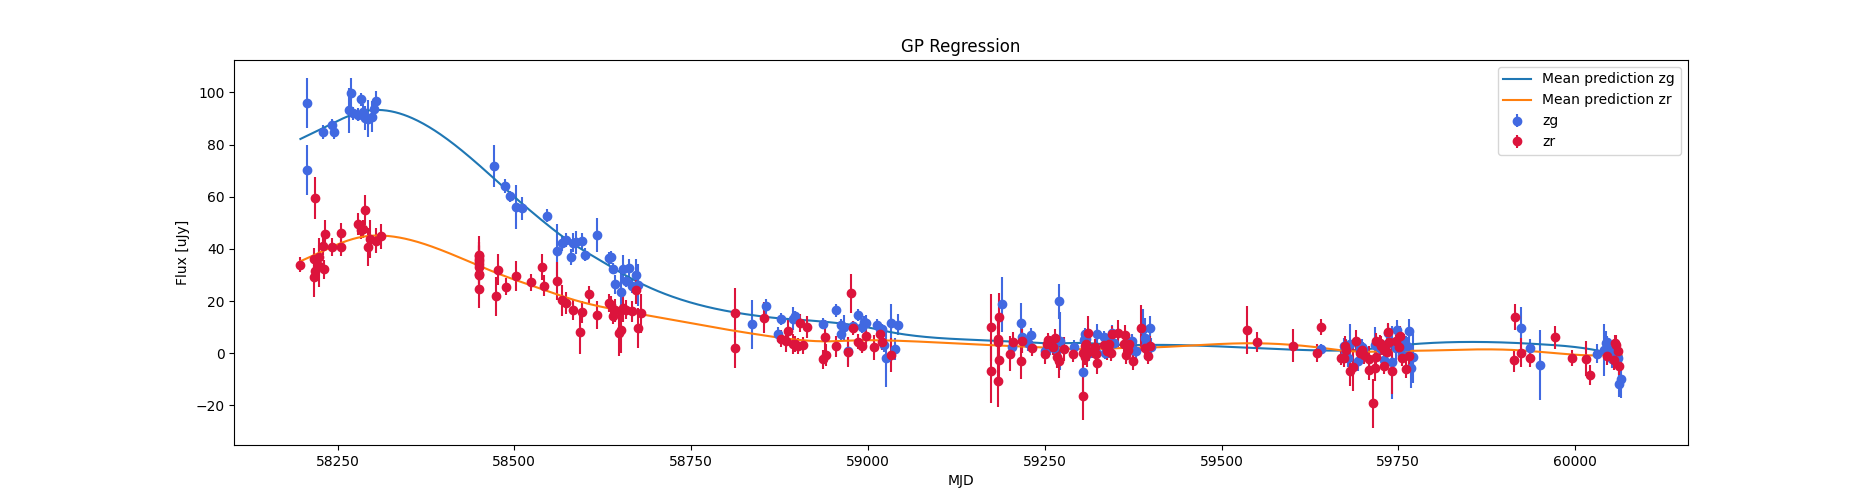 GP Regression
Mean prediction zg
Mean prediction zr
zg
zr
100
80
60
40
20
0
−20
Flux [uJy]
58250 58500 58750 59000 59250 59500 59750 60000
MJD